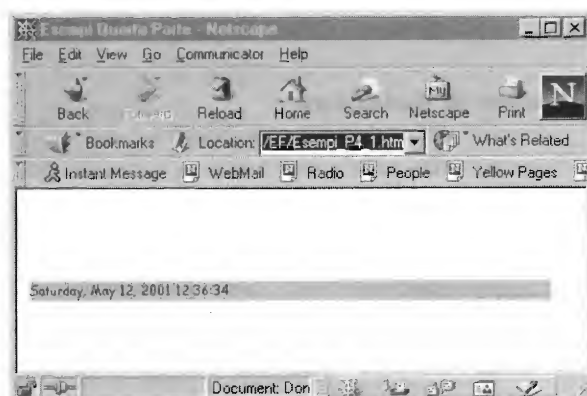 Esempi Quarta Parte - Netscape
File Edit View Go Communicator Help
Back Forward Reload Home Search Netscape Print
My
N
Bookmarks Location: /EF/Esempi_P4_1.htm What's Related
Instant Message WebMail Radio People Yellow Pages
Saturday, May 12, 2001 12:36:34
Document: Don